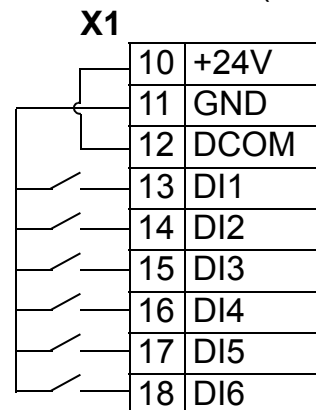 X1
10 +24V
11 GND
12 DCOM
13 DI1
14 DI2
15 DI3
16 DI4
17 DI5
18 DI6